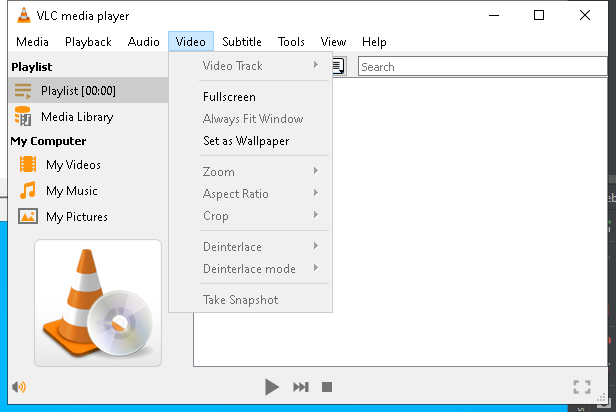 VLC media player
Media Playback Audio Video Subtitle Tools View Help
Playlist
Playlist [00:00]
Media Library
My Computer
My Videos
My Music
My Pictures
Video Track
Fullscreen
Always Fit Window
Set as Wallpaper
Zoom
Aspect Ratio
Crop
Deinterlace
Deinterlace mode
Take Snapshot
Search